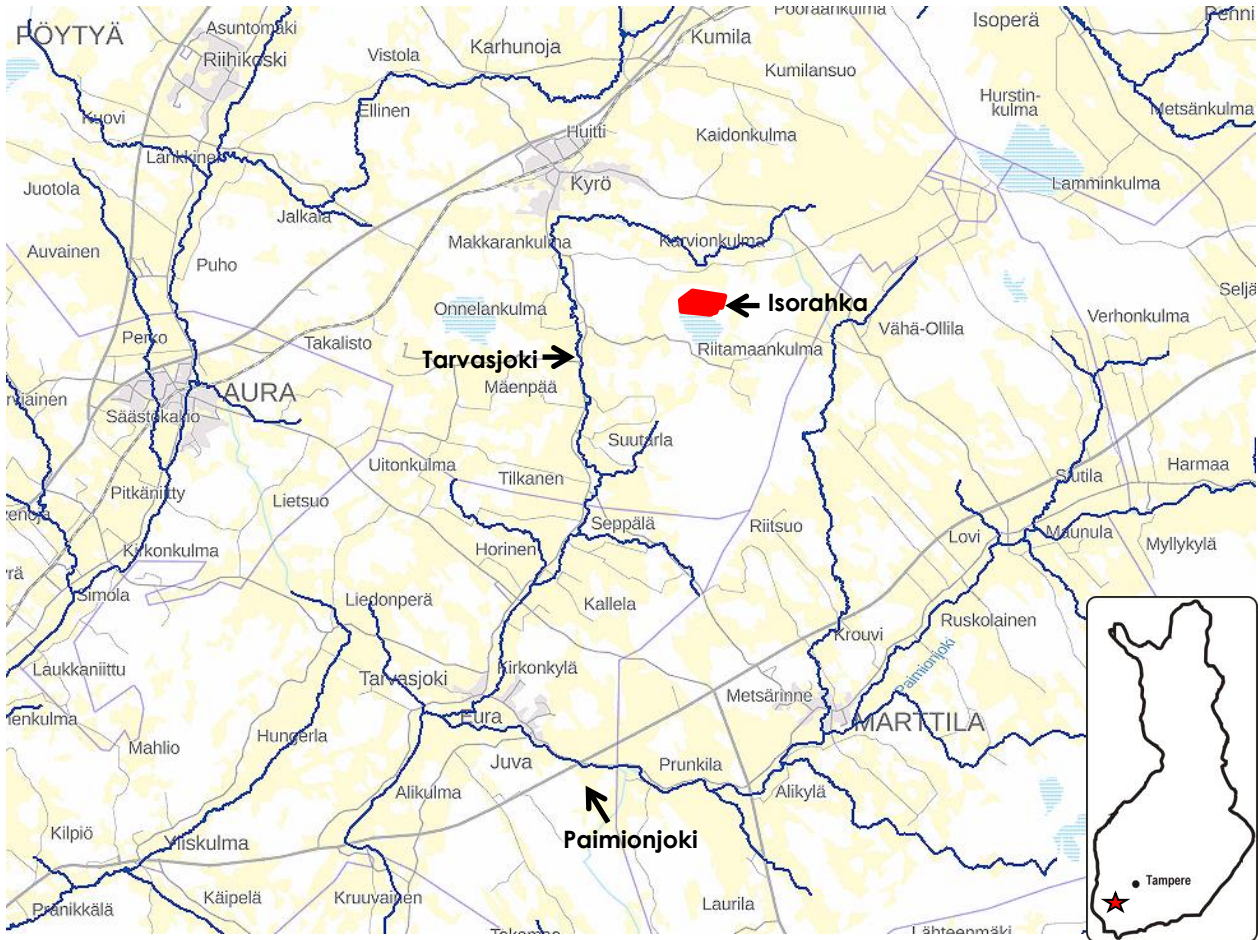 PÖYTYÄ
Asuntomäki
Riihikoski
Vistola
Karhunoja
Kumila
Pooraankulma
Isoperä
Kumilansuo
Ellinen
Kuovi
Hurstin-
kulma
Metsänkulma
Huitti
Kaidonkulma
Juotola
Kyrö
Lamminkulma
Jalkala
Auvainen
Puho
Makkarankulma
Karvionkulma
Onnelankulma
Isorahka
Seljä
Verhonkulma
Vähä-Ollila
Perko
Takalisto
Riitamaankulma
Tarvasjoki
Mäenpää
AURA
Säästökallio
Suutarla
Uitonkulma
Tilkanen
Harmaa
Pitkäniitty
Lietsuo
Seppälä
Riitsuo
Lovi
Maunula
Myllykylä
Kirkonkulma
Horinen
Simola
Liedonperä
Kallela
Ruskolainen
Krouvi
Laukkaniittu
Kirkonkylä
Tarvasjoki
Metsärinne
Paimionjoki
Eura
MARTTILA
Mahlio
Hungerla
Juva
Prunkila
Alikulma
Alikylä
Kilpiö
Yliskulma
Paimionjoki
Tampere
Käipelä
Kruuvainen
Pränikkälä
Laurila
Lähteenmäki